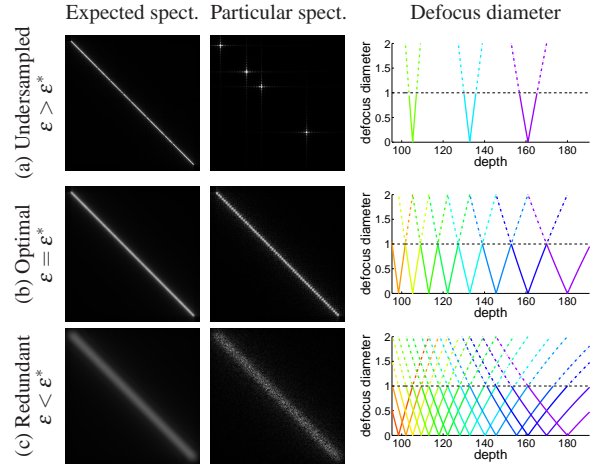 Expected spect. Particular spect. Defocus diameter
(a) Undersampled
ε > ε*
defocus diameter
2
1.5
1
0.5
0
100 120 140 160 180
depth
(b) Optimal
ε = ε*
defocus diameter
2
1.5
1
0.5
0
100 120 140 160 180
depth
(c) Redundant
ε < ε*
defocus diameter
2
1.5
1
0.5
0
100 120 140 160 180
depth